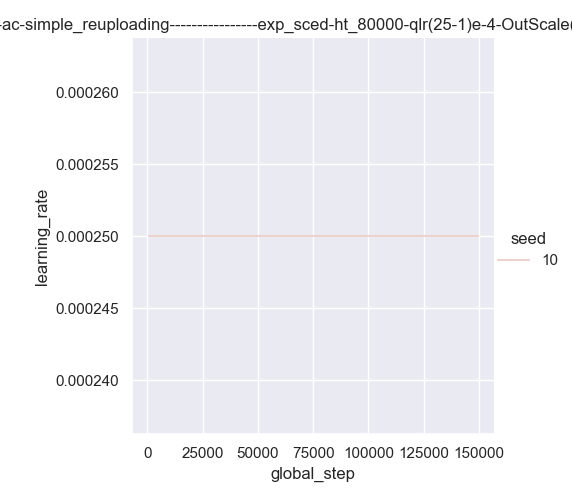 -ac-simple_reuploading----------------exp_sced-ht_80000-qlr(25-1)e-4-OutScale(
0.000260
0.000255
0.000250
0.000245
0.000240
learning_rate
0 25000 50000 75000 100000 125000 150000
global_step
seed
10